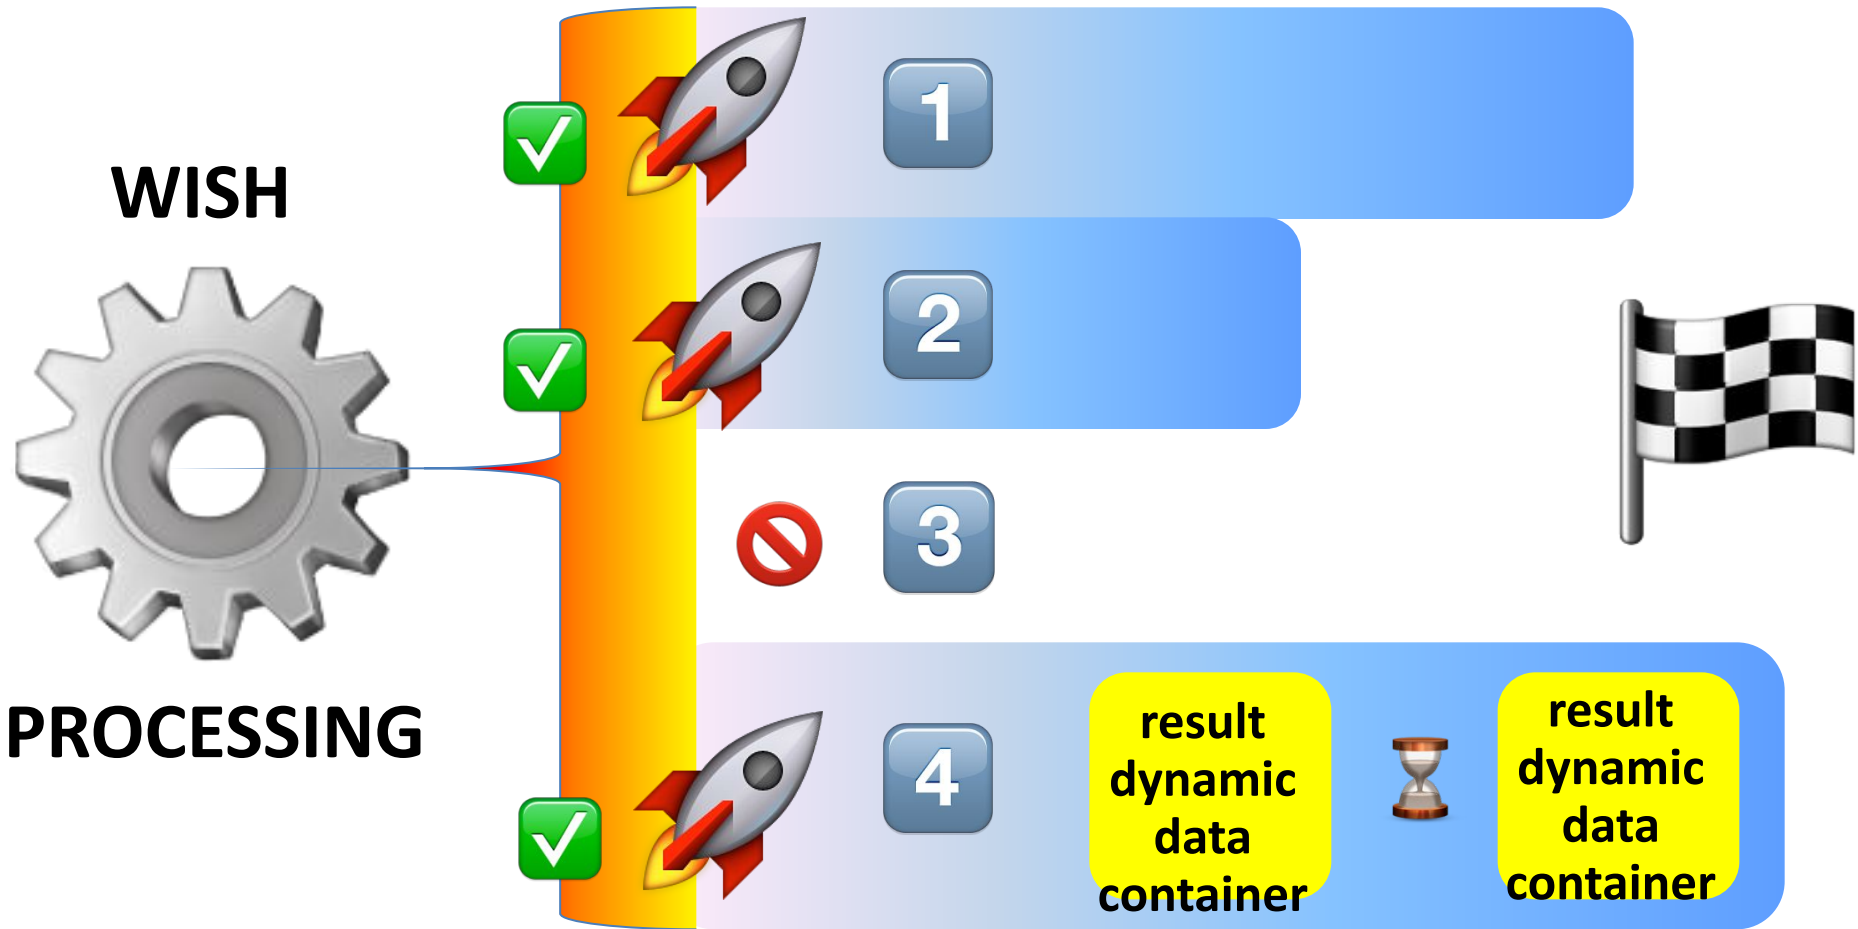 WISH
PROCESSING
1
2
3
4
result
dynamic
data
container
result
dynamic
data
container